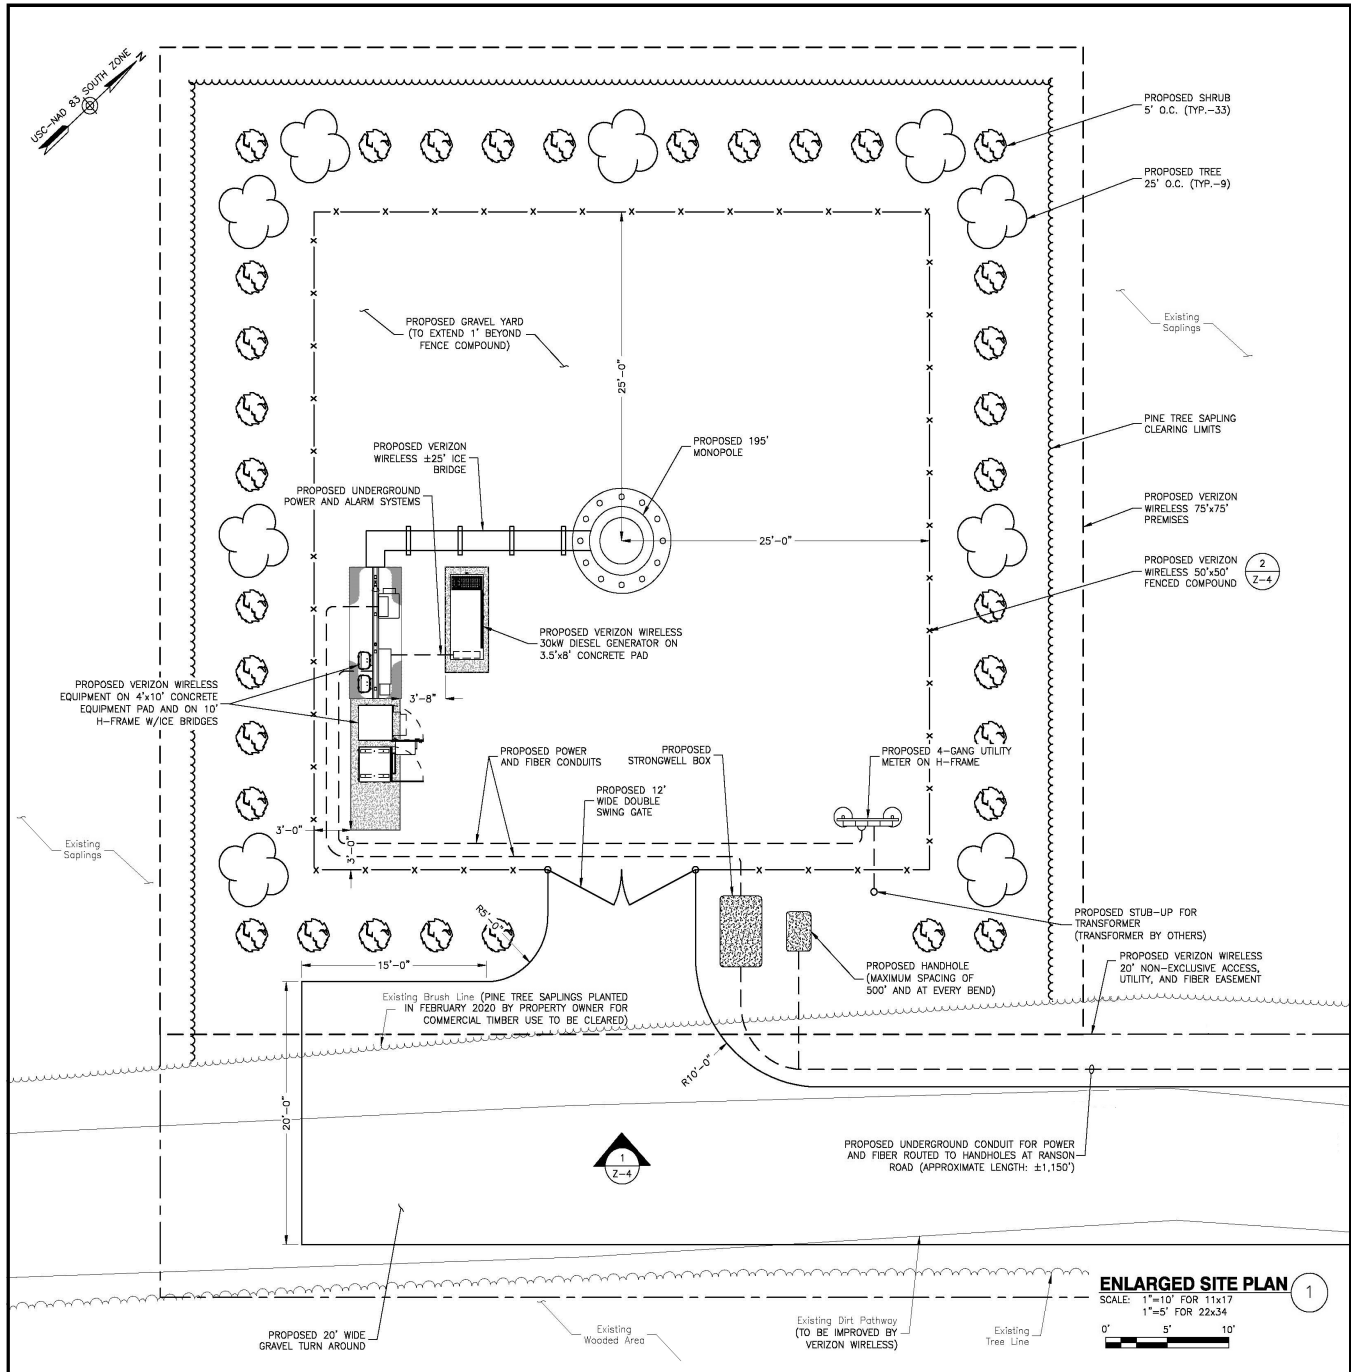 USC-NAD 83 SOUTH ZONE
N
PROPOSED SHRUB
5' O.C. (TYP.-33)
PROPOSED TREE
25' O.C. (TYP.-9)
PROPOSED GRAVEL YARD
(TO EXTEND 1' BEYOND
FENCE COMPOUND)
25'-0"
Existing
Saplings
PINE TREE SAPLING
CLEARING LIMITS
PROPOSED VERIZON
WIRELESS ±25' ICE
BRIDGE
PROPOSED 195'
MONOPOLE
PROPOSED UNDERGROUND
POWER AND ALARM SYSTEMS
PROPOSED VERIZON
WIRELESS 75'x75'
PREMISES
25'-0"
PROPOSED VERIZON
WIRELESS 50'x50'
FENCED COMPOUND
2
Z-4
PROPOSED VERIZON WIRELESS
30kW DIESEL GENERATOR ON
3.5'x8' CONCRETE PAD
PROPOSED VERIZON WIRELESS
EQUIPMENT ON 4'x10' CONCRETE
EQUIPMENT PAD AND ON 10'
H-FRAME W/ICE BRIDGES
3'-8"
PROPOSED POWER
AND FIBER CONDUITS
PROPOSED
STRONGWELL BOX
PROPOSED 4-GANG UTILITY
METER ON H-FRAME
PROPOSED 12'
WIDE DOUBLE
SWING GATE
3'-0"
3'-0"
Existing
Saplings
R5'-0"
15'-0"
PROPOSED STUB-UP FOR
TRANSFORMER
(TRANSFORMER BY OTHERS)
PROPOSED HANDHOLE
(MAXIMUM SPACING OF
500' AND AT EVERY BEND)
PROPOSED VERIZON WIRELESS
20' NON-EXCLUSIVE ACCESS,
UTILITY, AND FIBER EASEMENT
Existing Brush Line (PINE TREE SAPLINGS PLANTED
IN FEBRUARY 2020 BY PROPERTY OWNER FOR
COMMERCIAL TIMBER USE TO BE CLEARED)
R10'-0"
20'-0"
PROPOSED UNDERGROUND CONDUIT FOR POWER
AND FIBER ROUTED TO HANDHOLES AT RANSON
ROAD (APPROXIMATE LENGTH: ±1,150')
1
Z-4
PROPOSED 20' WIDE
GRAVEL TURN AROUND
Existing
Wooded Area
Existing Dirt Pathway
(TO BE IMPROVED BY
VERIZON WIRELESS)
Existing
Tree Line
ENLARGED SITE PLAN
1
SCALE: 1"=10' FOR 11x17
1"=5' FOR 22x34
0' 5' 10'